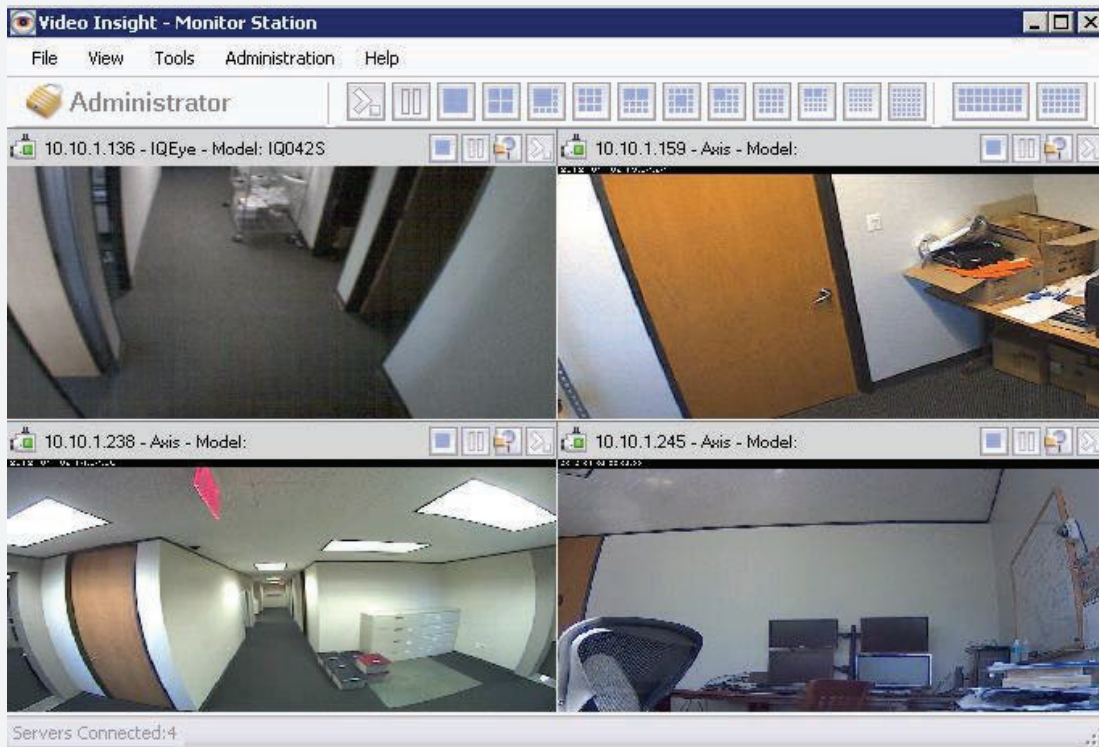 Video Insight - Monitor Station
File View Tools Administration Help
Administrator
10.10.1.136 - IQEye - Model: IQ042S
10.10.1.159 - Axis - Model:
10.10.1.238 - Axis - Model:
10.10.1.245 - Axis - Model:
Servers Connected:4